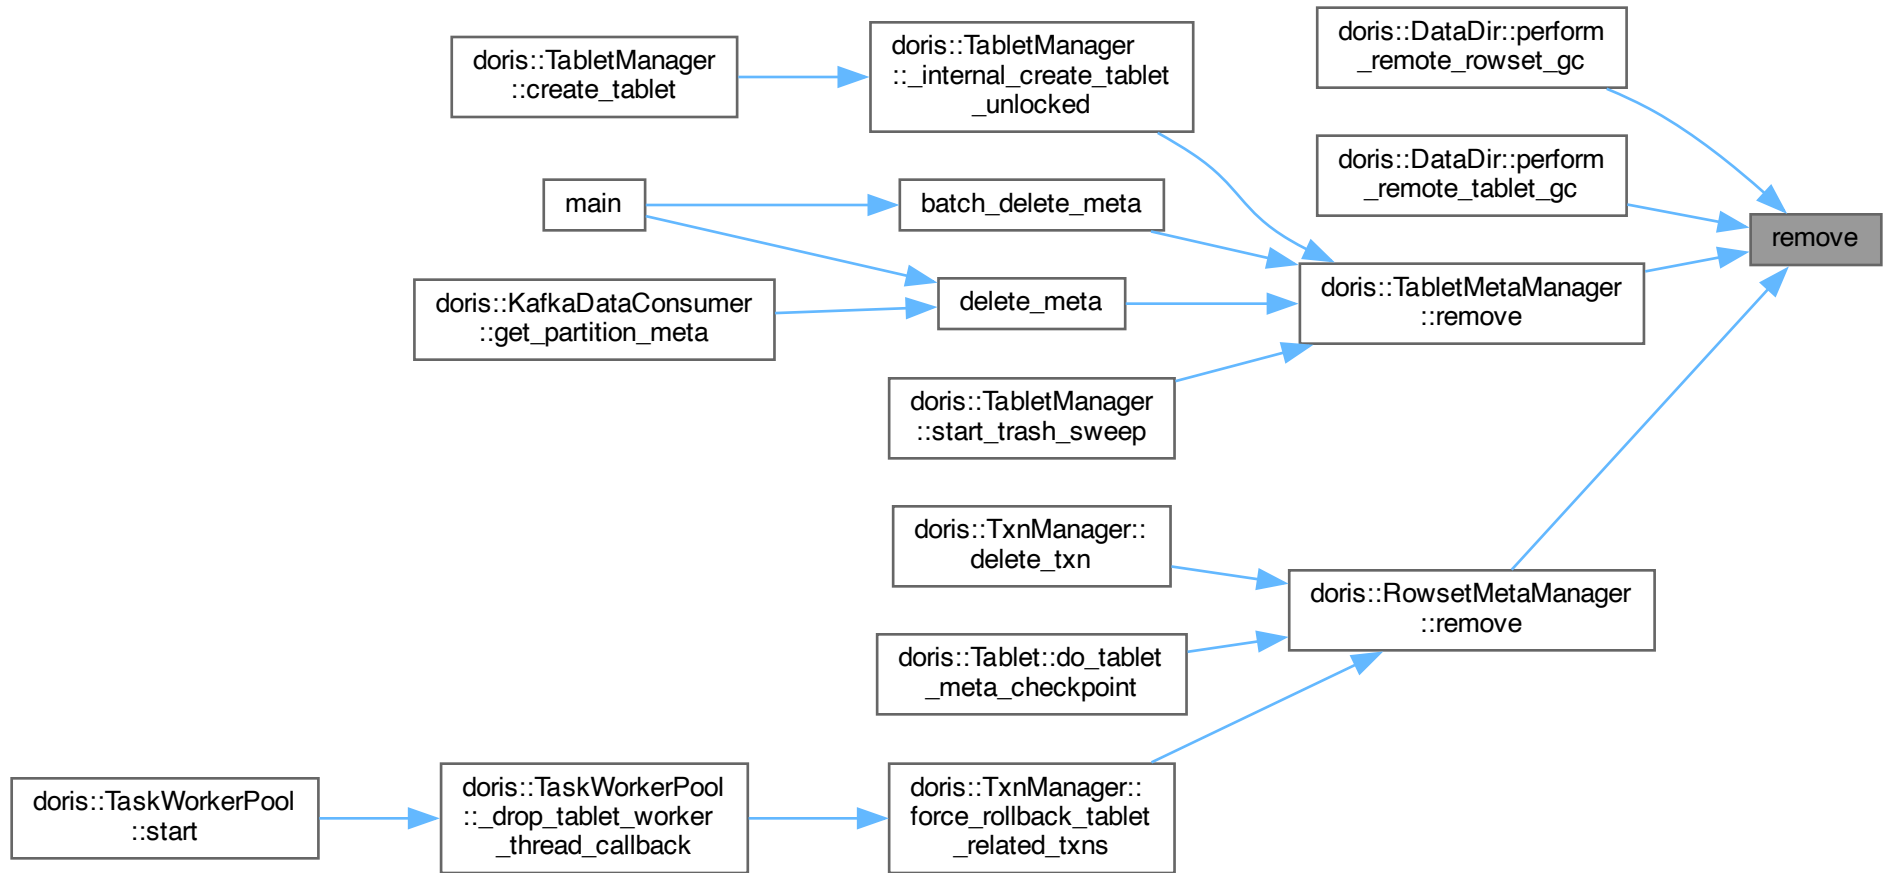 doris::TabletManager
::create_tablet
doris::TabletManager
::_internal_create_tablet
_unlocked
doris::DataDir::perform
_remote_rowset_gc
doris::DataDir::perform
_remote_tablet_gc
main
batch_delete_meta
remove
doris::KafkaDataConsumer
::get_partition_meta
delete_meta
doris::TabletMetaManager
::remove
doris::TabletManager
::start_trash_sweep
doris::TxnManager::
delete_txn
doris::RowsetMetaManager
::remove
doris::Tablet::do_tablet
_meta_checkpoint
doris::TaskWorkerPool
::start
doris::TaskWorkerPool
::_drop_tablet_worker
_thread_callback
doris::TxnManager::
force_rollback_tablet
_related_txns